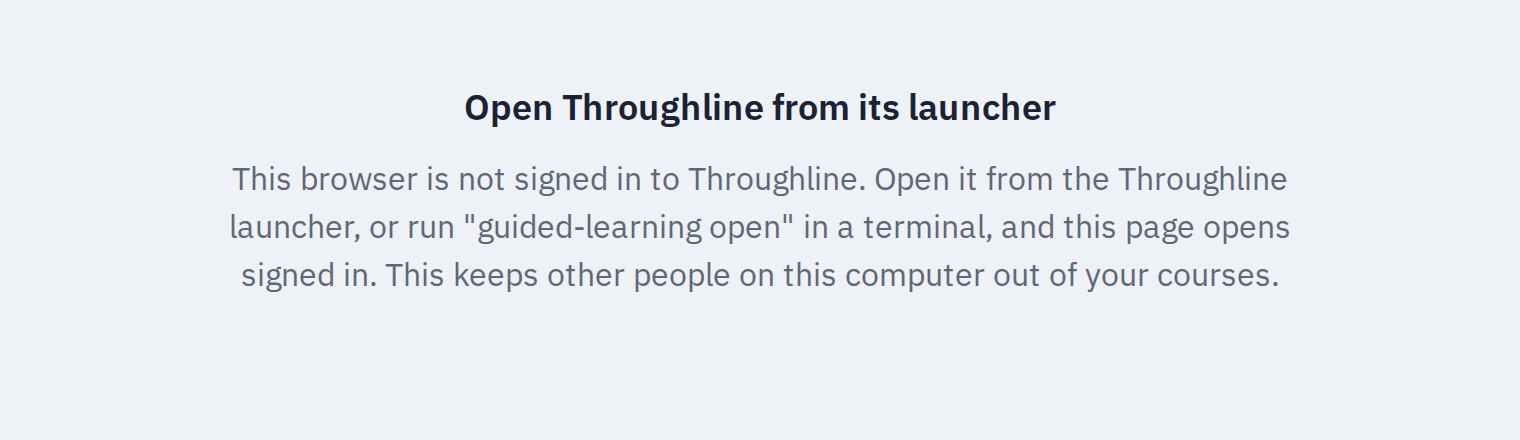 Open Throughline from its launcher
This browser is not signed in to Throughline. Open it from the Throughline
launcher, or run "guided-learning open" in a terminal, and this page opens
signed in. This keeps other people on this computer out of your courses.